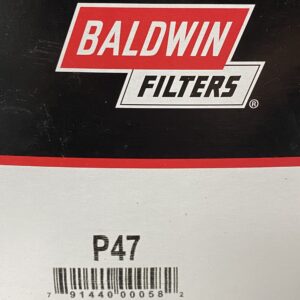 BALDWIN
FILTERS®
P47
7 91440 00058 2